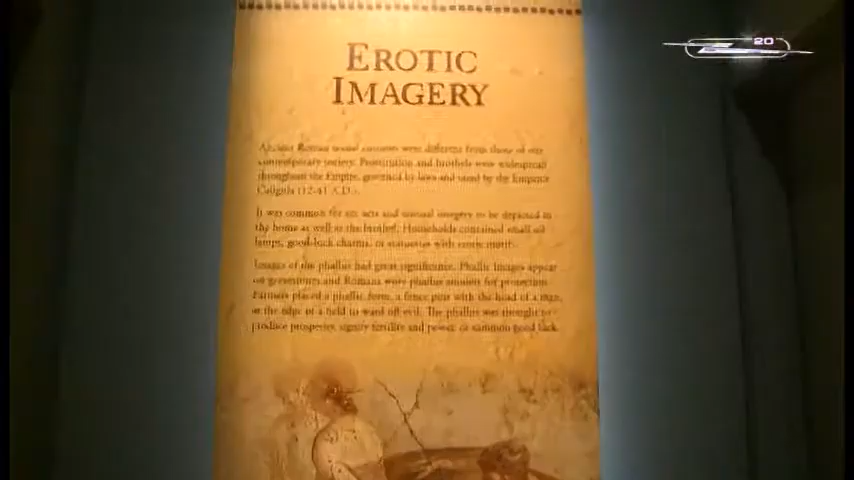 EROTIC
IMAGERY
Ancient Roman sexual customs were different from those of our
contemporary society. Prostitution and brothels were widespread
throughout the Empire, governed by laws and taxed by the Emperor
Caligula (12-41 A.D.).
It was common for sex acts and sensual imagery to be depicted in
the home as well as the brothel. Households contained small oil
lamps, good-luck charms, or statuettes with erotic motifs.
Images of the phallus had great significance. Phallic images appear
on gravestones and Romans wore phallus amulets for protection.
Farmers placed a phallic herm, a fence post with the head of a man,
at the edge of a field to ward off evil. The phallus was thought to
produce prosperity, signify fertility and power, or summon good luck.
20